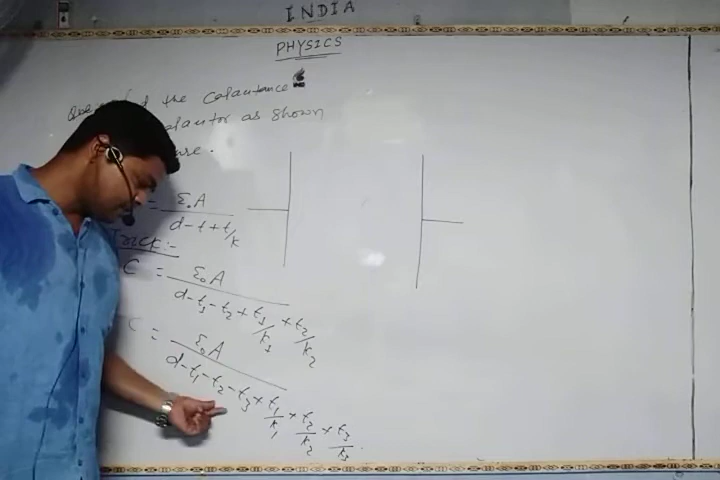 INDIA
PHYSICS
the Capautance
as shown
= ε₀A / d-t+t/k
Trick:-
C = ε₀A / d-t₁-t₂+t₁/k₁+t₂/k₂
C = ε₀A / d-t₁-t₂-t₃+t₁/k₁+t₂/k₂+t₃/k₃